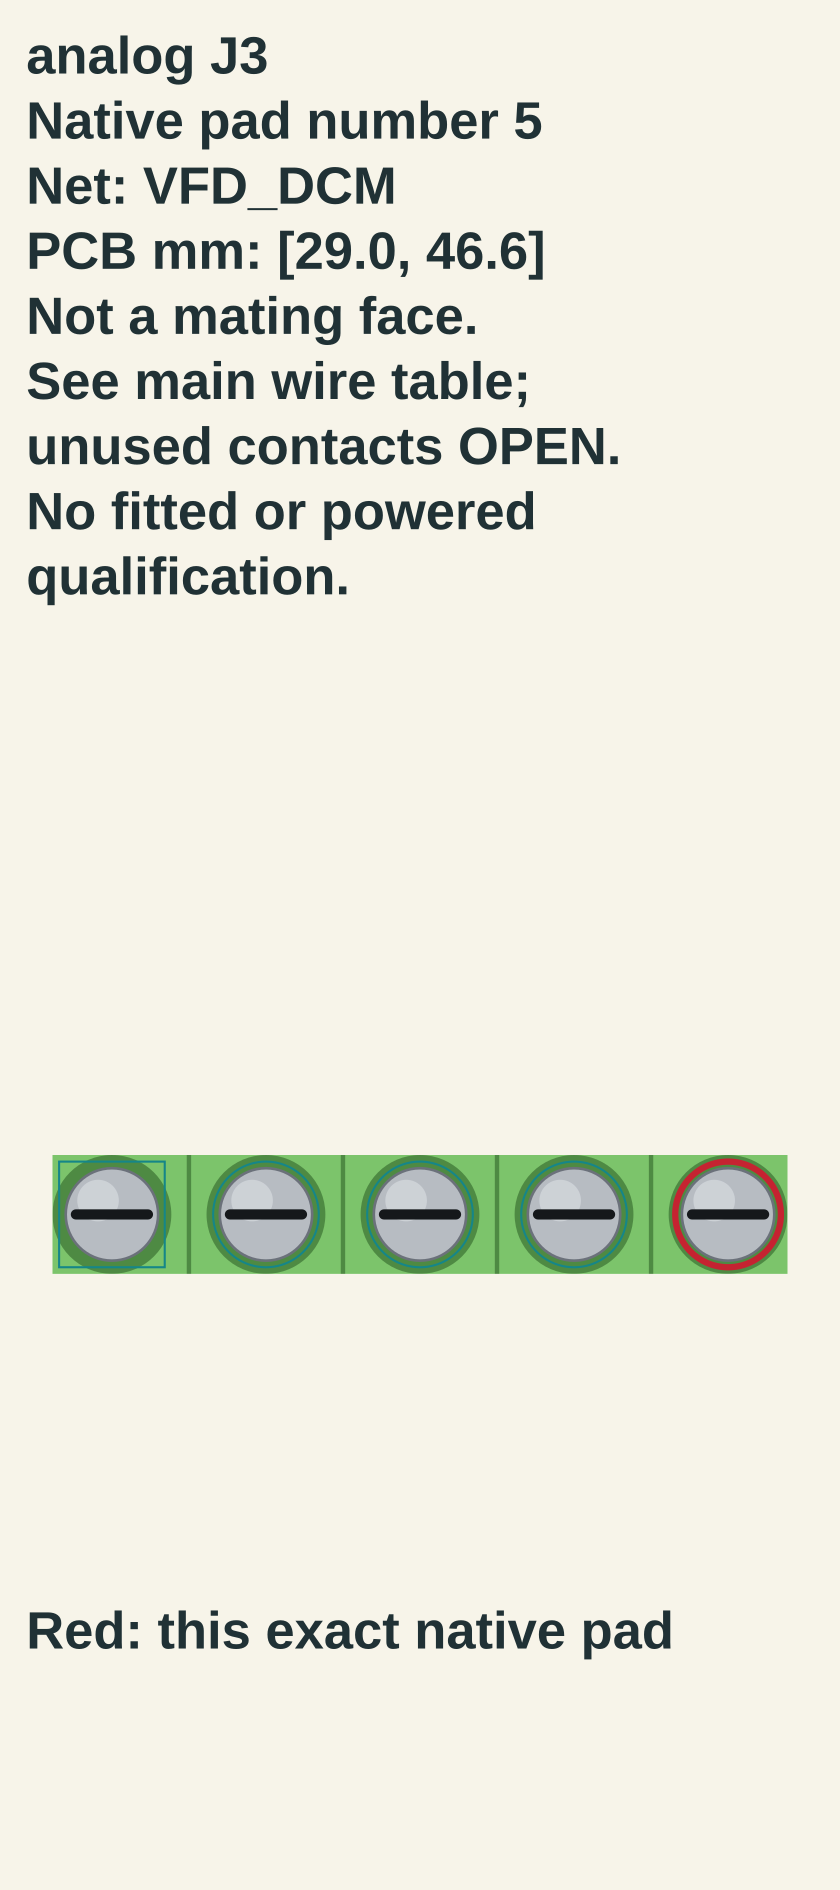 analog J3
Native pad number 5
Net: VFD_DCM
PCB mm: [29.0, 46.6]
Not a mating face.
See main wire table;
unused contacts OPEN.
No fitted or powered
qualification.
Red: this exact native pad